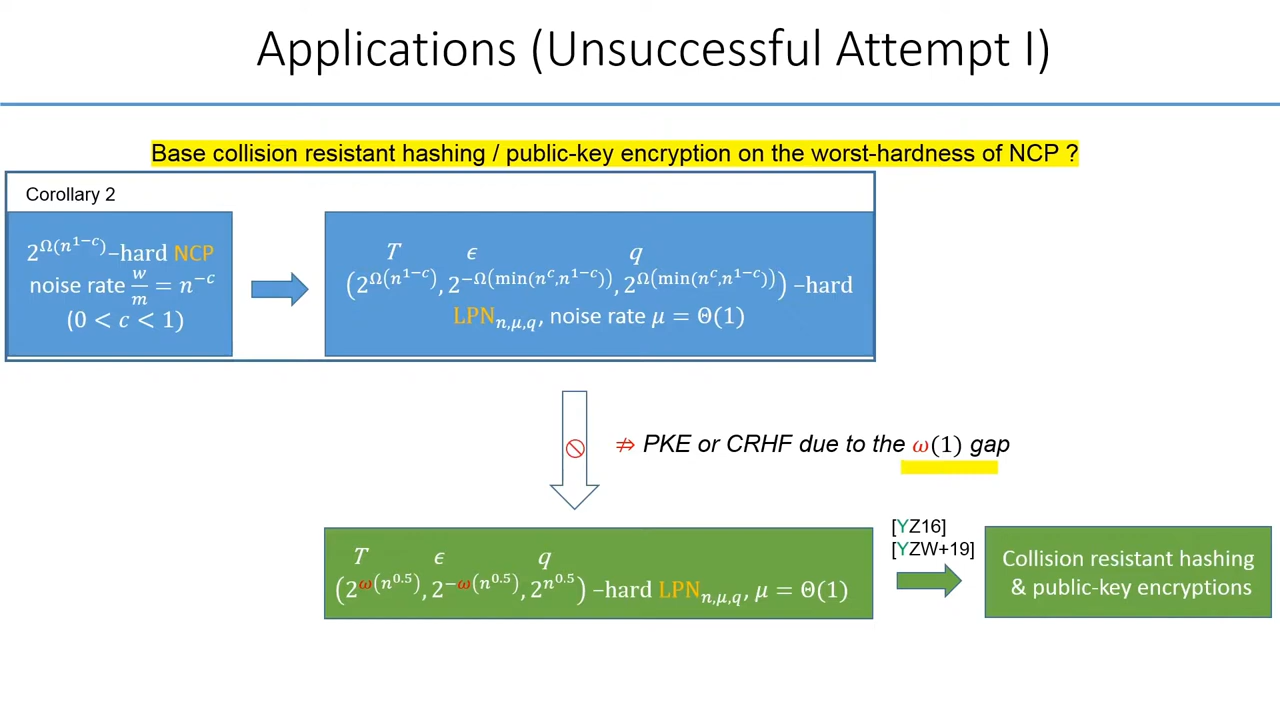 Applications (Unsuccessful Attempt I)
Base collision resistant hashing / public-key encryption on the worst-hardness of NCP ?
Corollary 2
2^{Ω(n^{1−c})}–hard NCP
noise rate w/m = n^{−c}
(0 < c < 1)
T ϵ q
(2^{Ω(n^{1−c})}, 2^{−Ω(min(n^c,n^{1−c}))}, 2^{Ω(min(n^c,n^{1−c}))}) –hard
LPN_{n,μ,q}, noise rate μ = Θ(1)
⇏ PKE or CRHF due to the ω(1) gap
T ϵ q
(2^{ω(n^{0.5})}, 2^{−ω(n^{0.5})}, 2^{n^{0.5}}) –hard LPN_{n,μ,q}, μ = Θ(1)
[YZ16]
[YZW+19]
Collision resistant hashing
& public-key encryptions